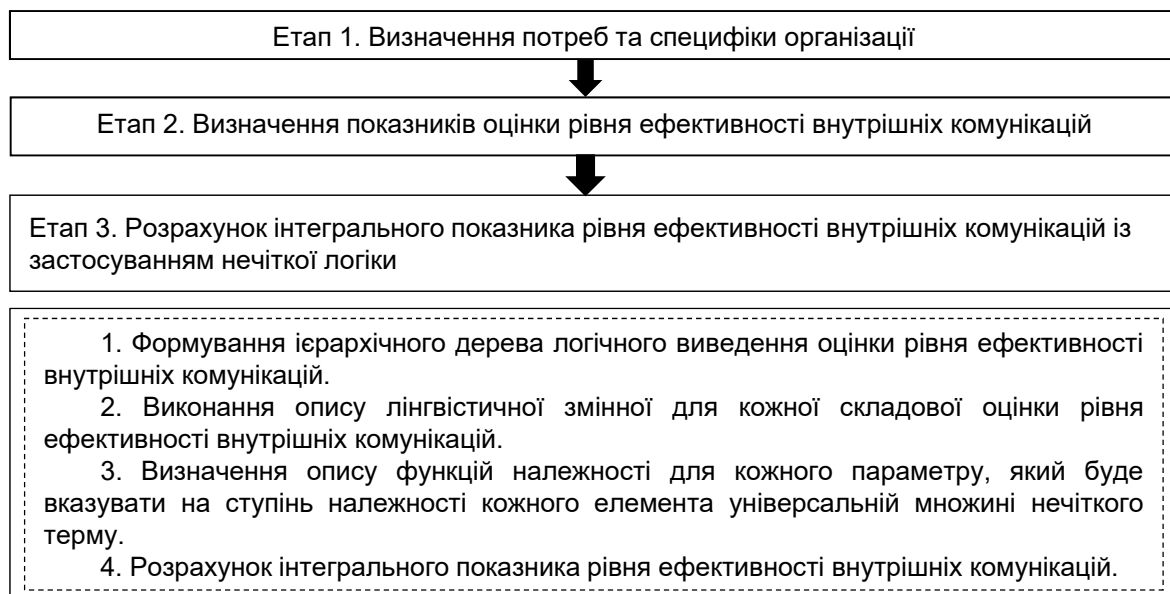 Етап 1. Визначення потреб та специфіки організації
Етап 2. Визначення показників оцінки рівня ефективності внутрішніх комунікацій
Етап 3. Розрахунок інтегрального показника рівня ефективності внутрішніх комунікацій із
застосуванням нечіткої логіки
1. Формування ієрархічного дерева логічного виведення оцінки рівня ефективності
внутрішніх комунікацій.
2. Виконання опису лінгвістичної змінної для кожної складової оцінки рівня
ефективності внутрішніх комунікацій.
3. Визначення опису функцій належності для кожного параметру, який буде
вказувати на ступінь належності кожного елемента універсальній множині нечіткого
терму.
4. Розрахунок інтегрального показника рівня ефективності внутрішніх комунікацій.